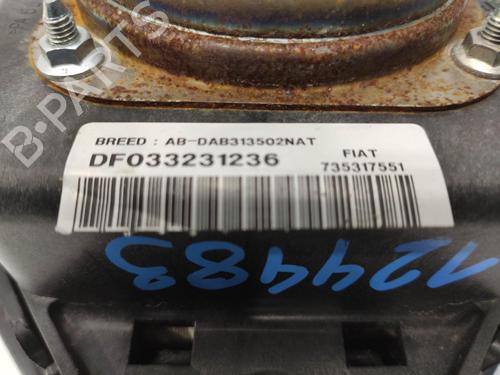 B-PARTS
BREED : AB-DAB313502NAT
DF033231236
FIAT
735317551
124483